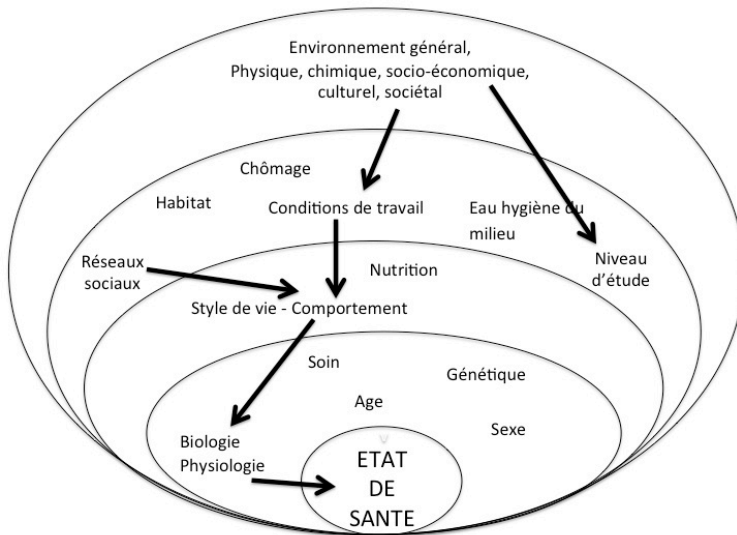 Environnement général,
Physique, chimique, socio-économique,
culturel, sociétal
Chômage
Habitat
Conditions de travail
Eau hygiène du
milieu
Réseaux
sociaux
Nutrition
Niveau
d'étude
Style de vie - Comportement
Soin
Génétique
Age
Sexe
Biologie
Physiologie
ETAT
DE
SANTE